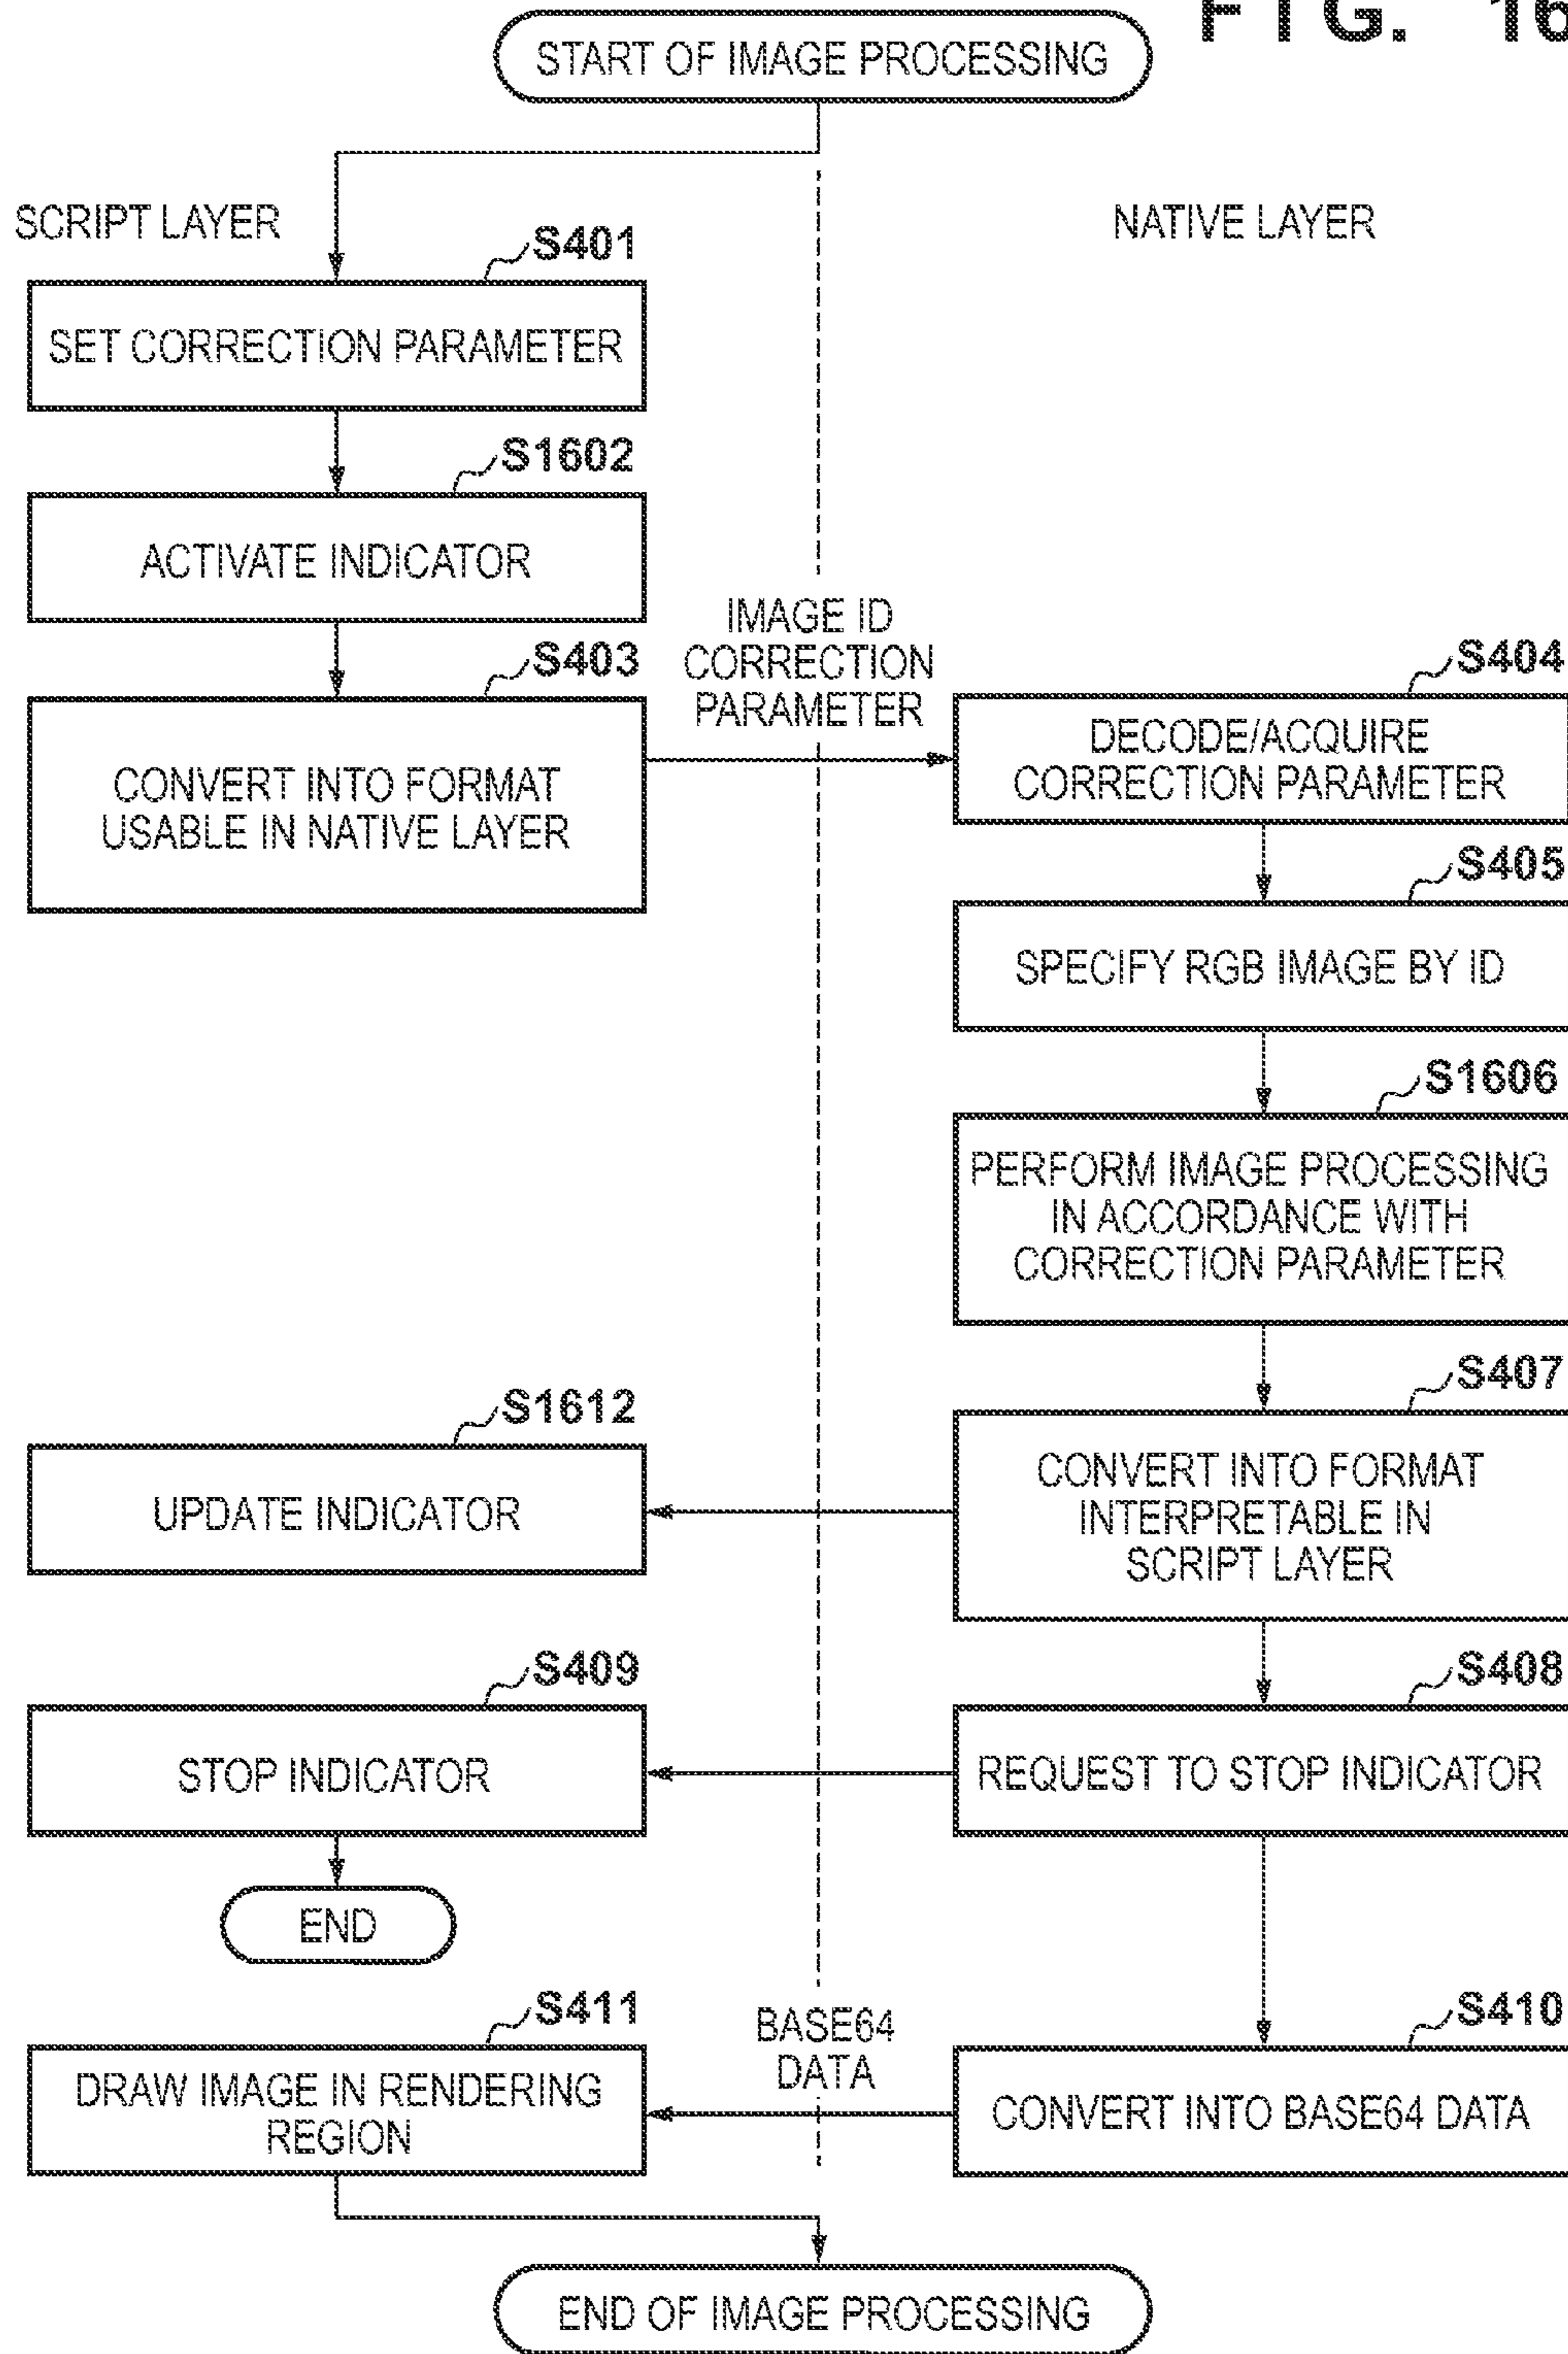 FIG. 16
START OF IMAGE PROCESSING
SCRIPT LAYER
NATIVE LAYER
S401
SET CORRECTION PARAMETER
S1602
ACTIVATE INDICATOR
S403
CONVERT INTO FORMAT
USABLE IN NATIVE LAYER
IMAGE ID
CORRECTION
PARAMETER
S404
DECODE/ACQUIRE
CORRECTION PARAMETER
S405
SPECIFY RGB IMAGE BY ID
S1606
PERFORM IMAGE PROCESSING
IN ACCORDANCE WITH
CORRECTION PARAMETER
S407
CONVERT INTO FORMAT
INTERPRETABLE IN
SCRIPT LAYER
S1612
UPDATE INDICATOR
S408
REQUEST TO STOP INDICATOR
S409
STOP INDICATOR
END
S410
CONVERT INTO BASE64 DATA
BASE64
DATA
S411
DRAW IMAGE IN RENDERING
REGION
END OF IMAGE PROCESSING